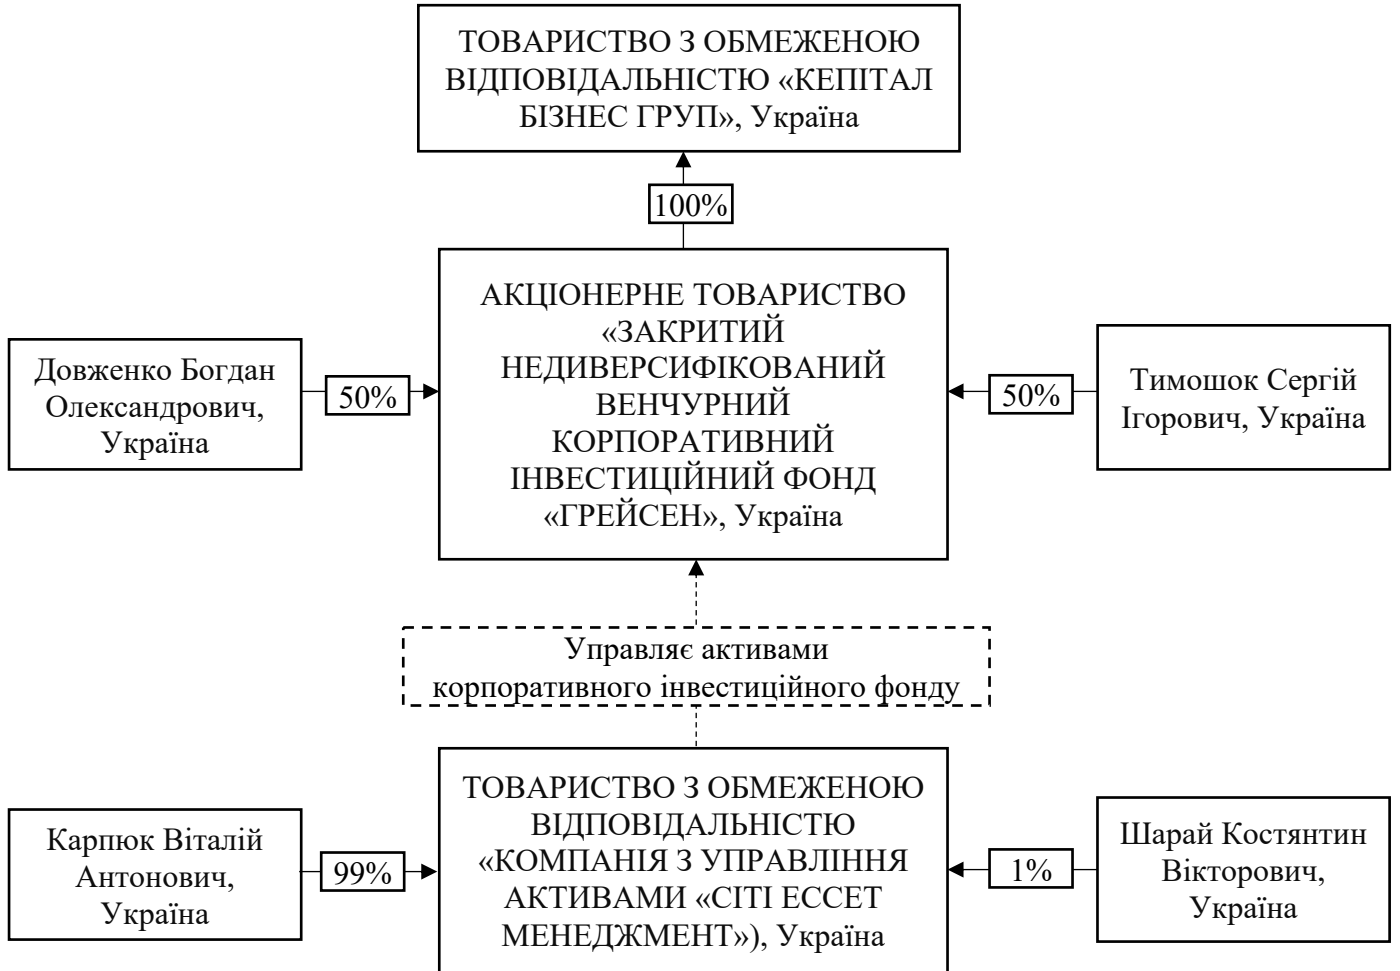 ТОВАРИСТВО З ОБМЕЖЕНОЮ
ВІДПОВІДАЛЬНІСТЮ «КЕПІТАЛ
БІЗНЕС ГРУП», Україна
100%
АКЦІОНЕРНЕ ТОВАРИСТВО
«ЗАКРИТИЙ
НЕДИВЕРСИФІКОВАНИЙ
ВЕНЧУРНИЙ
КОРПОРАТИВНИЙ
ІНВЕСТИЦІЙНИЙ ФОНД
«ГРЕЙСЕН», Україна
Довженко Богдан
Олександрович,
Україна
50%
50%
Тимошок Сергій
Ігорович, Україна
Управляє активами
корпоративного інвестиційного фонду
ТОВАРИСТВО З ОБМЕЖЕНОЮ
ВІДПОВІДАЛЬНІСТЮ
«КОМПАНІЯ З УПРАВЛІННЯ
АКТИВАМИ «СІТІ ЕССЕТ
МЕНЕДЖМЕНТ»), Україна
Карпюк Віталій
Антонович,
Україна
99%
1%
Шарай Костянтин
Вікторович,
Україна